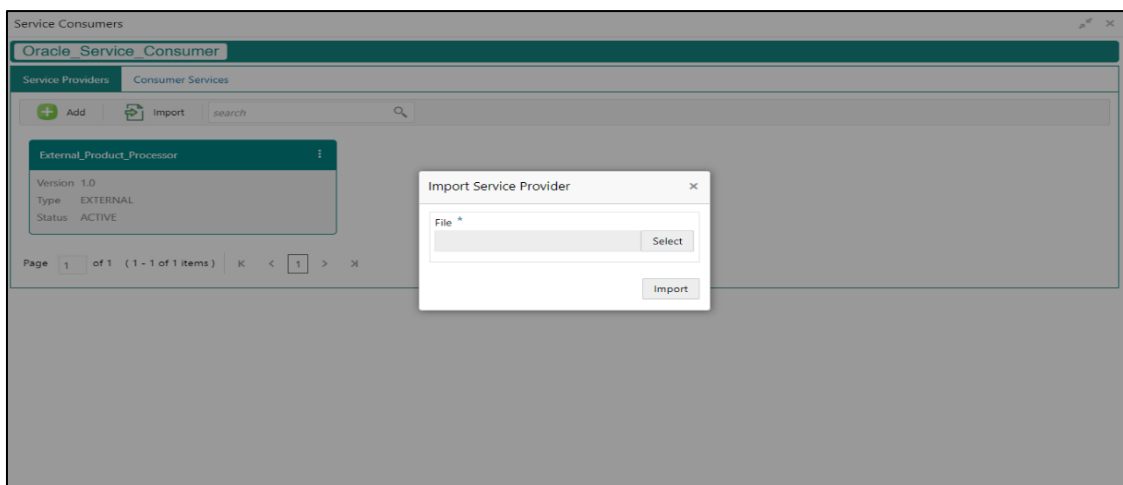 Service Consumers
Oracle_Service_Consumer
Service Providers Consumer Services
Add Import search
External_Product_Processor
Version 1.0
Type EXTERNAL
Status ACTIVE
Page 1 of 1 (1 - 1 of 1 items) K < 1 > >|
Import Service Provider ×
File *
Select
Import